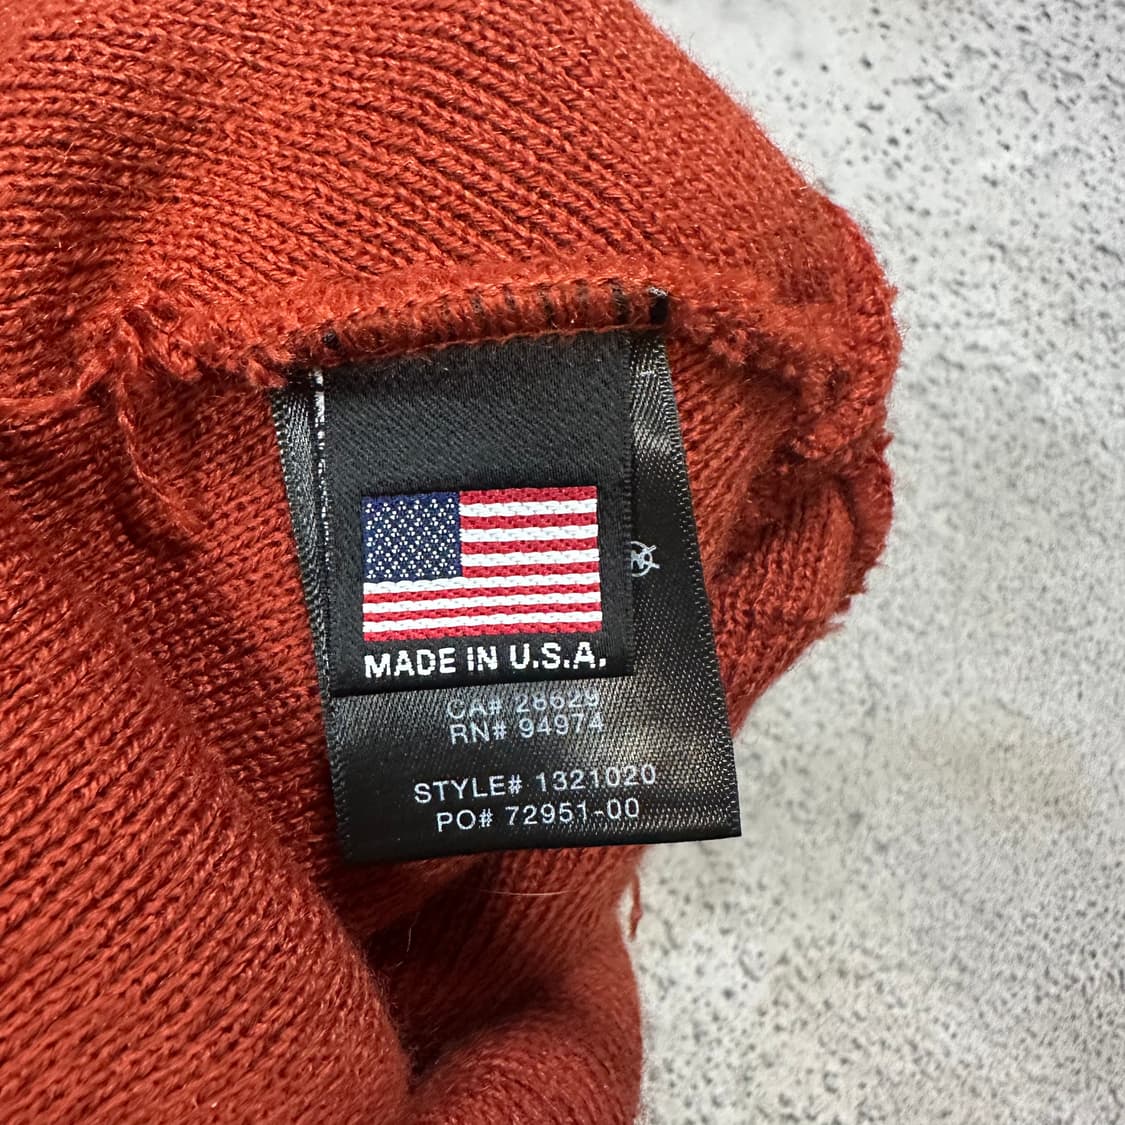 MADE IN U.S.A.
CA# 28629
RN# 94974
STYLE# 1321020
PO# 72951-00